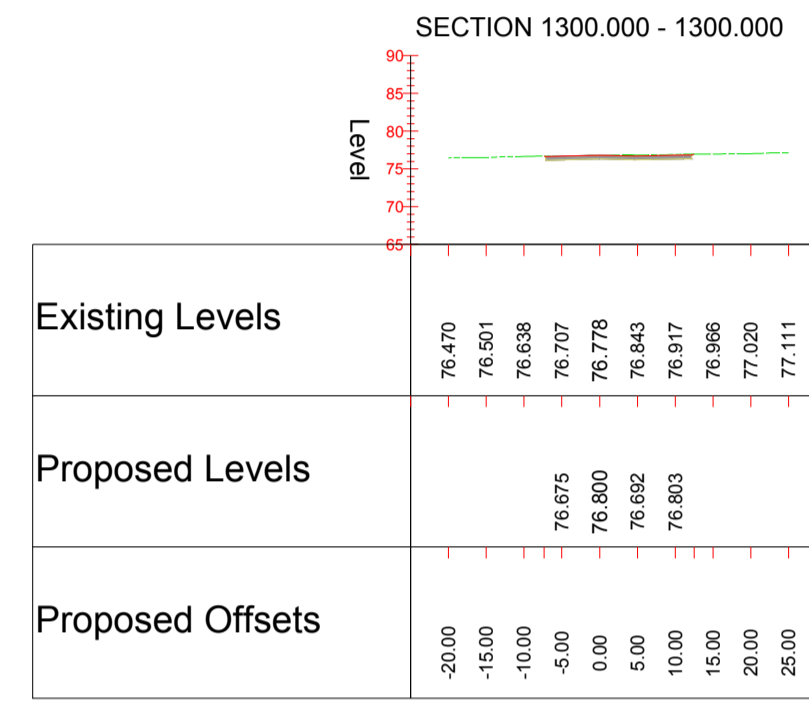 SECTION 1300.000 - 1300.000
90
85
80
75
70
65
Level
Existing Levels
76.470 76.501 76.638 76.707 76.778 76.843 76.917 76.966 77.020 77.111
Proposed Levels
76.675 76.800 76.692 76.803
Proposed Offsets
-20.00 -15.00 -10.00 -5.00 0.00 5.00 10.00 15.00 20.00 25.00